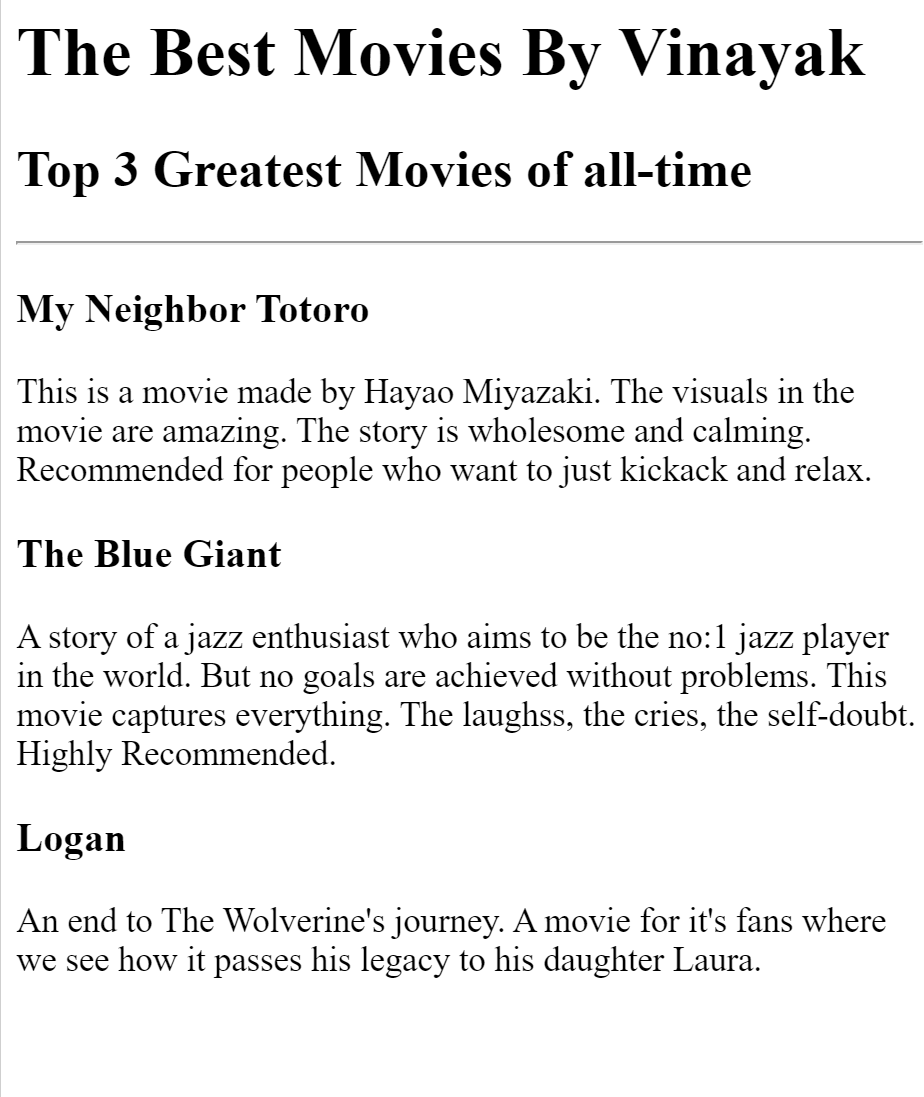 The Best Movies By Vinayak
Top 3 Greatest Movies of all-time
My Neighbor Totoro
This is a movie made by Hayao Miyazaki. The visuals in the
movie are amazing. The story is wholesome and calming.
Recommended for people who want to just kickack and relax.
The Blue Giant
A story of a jazz enthusiast who aims to be the no:1 jazz player
in the world. But no goals are achieved without problems. This
movie captures everything. The laughss, the cries, the self-doubt.
Highly Recommended.
Logan
An end to The Wolverine's journey. A movie for it's fans where
we see how it passes his legacy to his daughter Laura.